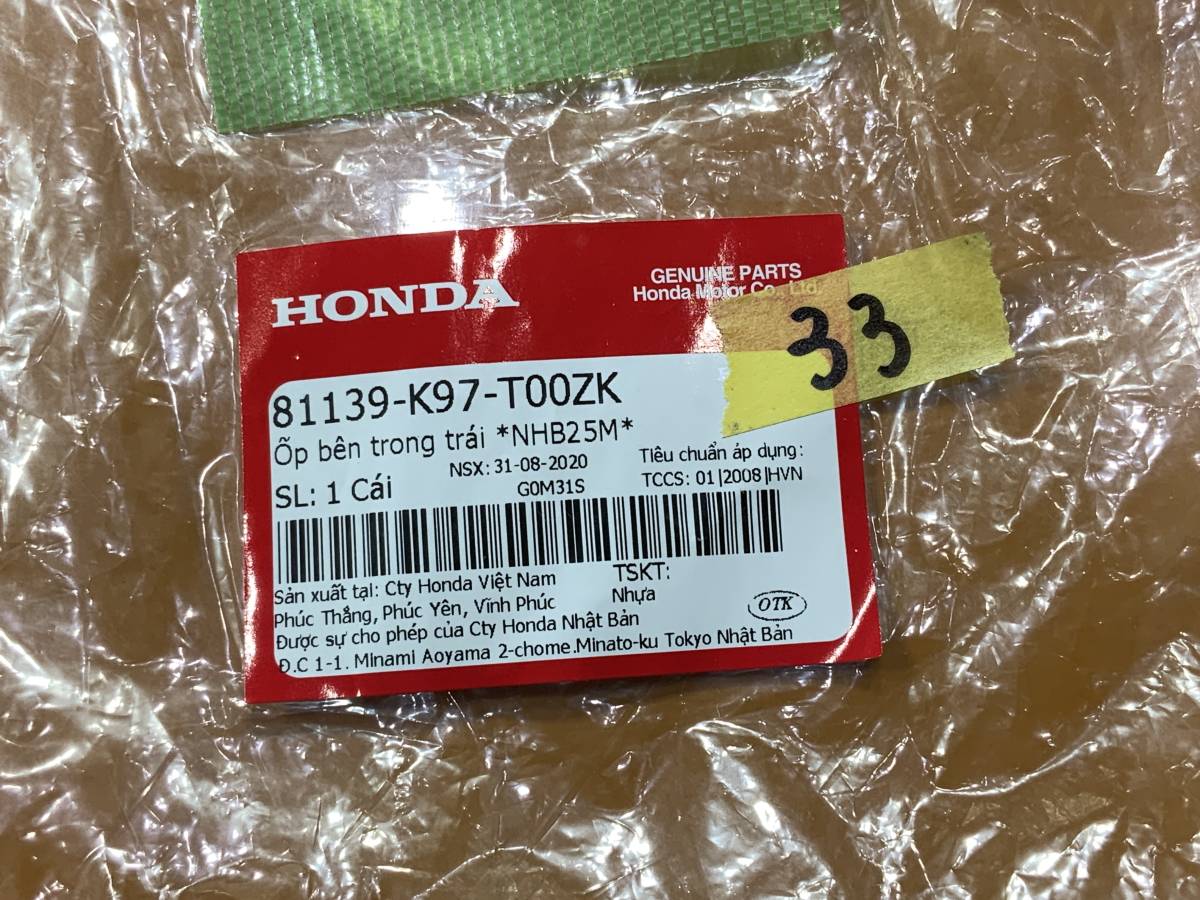 HONDA
GENUINE PARTS
Honda Motor Co., Ltd.
33
81139-K97-T00ZK
Ốp bên trong trái *NHB25M*
NSX: 31-08-2020
Tiêu chuẩn áp dụng:
SL: 1 Cái
G0M31S
TCCS: 01|2008|HVN
Sản xuất tại: Cty Honda Việt Nam
TSKT:
Phúc Thắng, Phúc Yên, Vĩnh Phúc
Nhựa
OTK
Được sự cho phép của Cty Honda Nhật Bản
Đ.C 1-1. Minami Aoyama 2-chome.Minato-ku Tokyo Nhật Bản